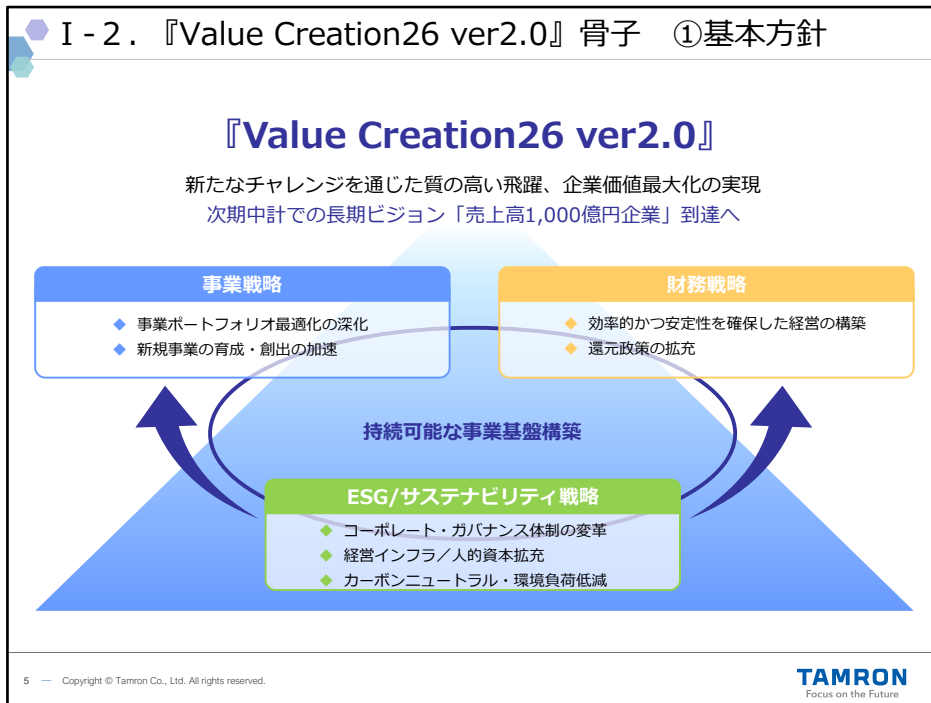 Ⅰ-２．『Value Creation26 ver2.0』骨子　①基本方針
『Value Creation26 ver2.0』
新たなチャレンジを通じた質の高い飛躍、企業価値最大化の実現
次期中計での長期ビジョン「売上高1,000億円企業」到達へ
事業戦略
◆ 事業ポートフォリオ最適化の深化
◆ 新規事業の育成・創出の加速
財務戦略
◆ 効率的かつ安定性を確保した経営の構築
◆ 還元政策の拡充
持続可能な事業基盤構築
ESG/サステナビリティ戦略
◆ コーポレート・ガバナンス体制の変革
◆ 経営インフラ／人的資本拡充
◆ カーボンニュートラル・環境負荷低減
5 — Copyright © Tamron Co., Ltd. All rights reserved.
TAMRON
Focus on the Future